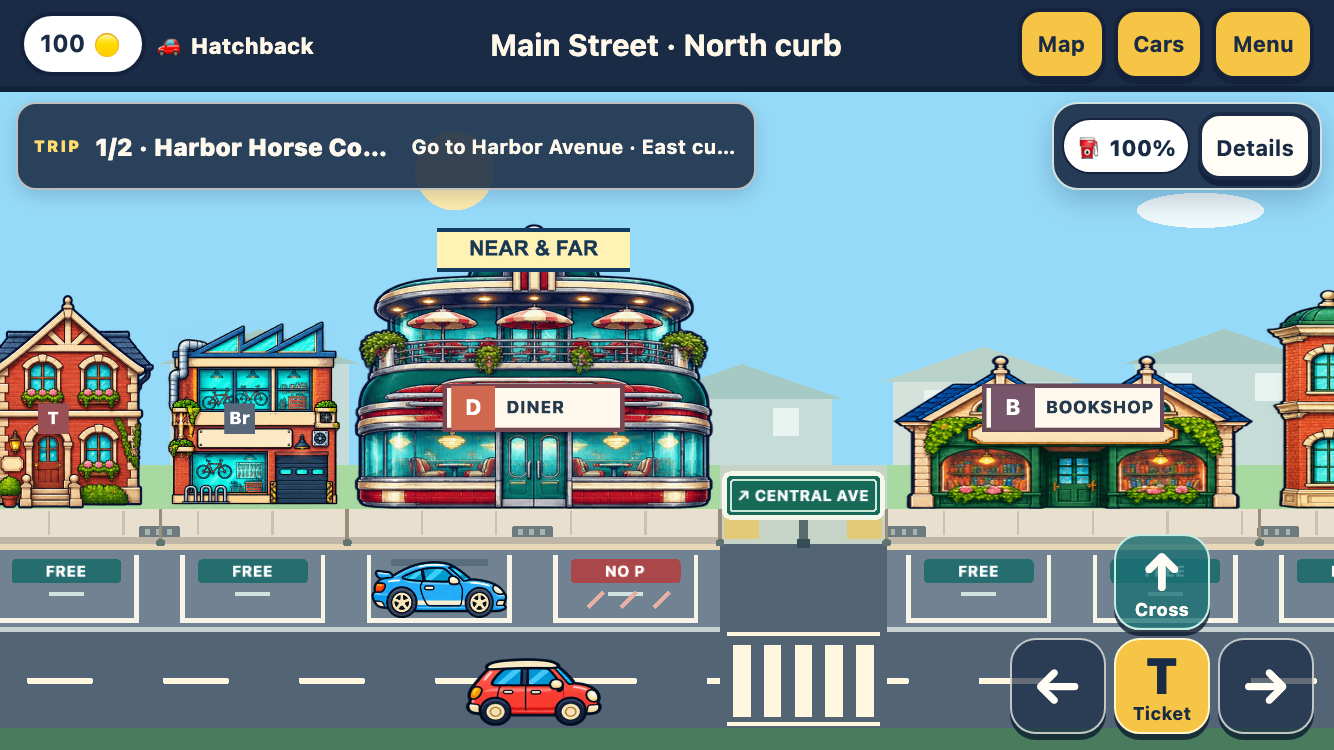 100
Hatchback
Main Street · North curb
Map
Cars
Menu
TRIP
1/2 · Harbor Horse Co...
Go to Harbor Avenue · East cu...
100%
Details
NEAR & FAR
T
Br
D DINER
B BOOKSHOP
↗ CENTRAL AVE
FREE
FREE
NO P
FREE
Cross
T
Ticket